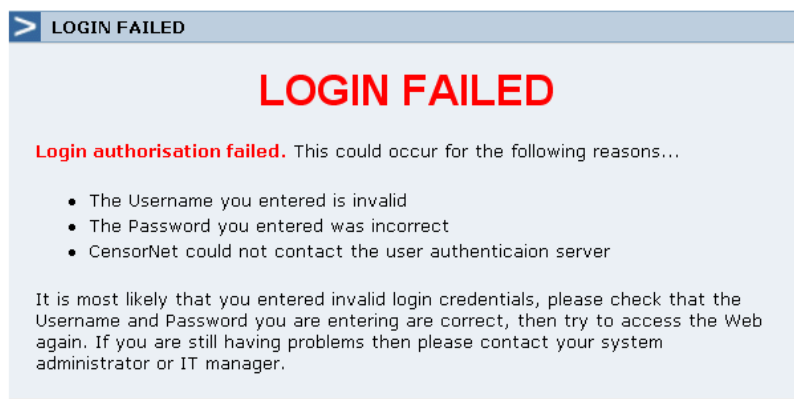 LOGIN FAILED
LOGIN FAILED
Login authorisation failed. This could occur for the following reasons...
The Username you entered is invalid
The Password you entered was incorrect
CensorNet could not contact the user authenticaion server
It is most likely that you entered invalid login credentials, please check that the
Username and Password you are entering are correct, then try to access the Web
again. If you are still having problems then please contact your system
administrator or IT manager.